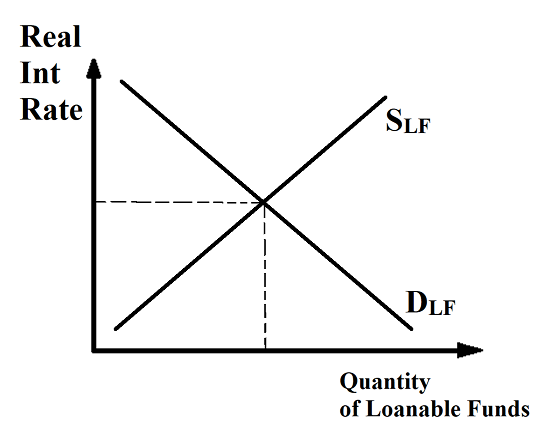 Real
Int
Rate
SLF
DLF
Quantity
of Loanable Funds